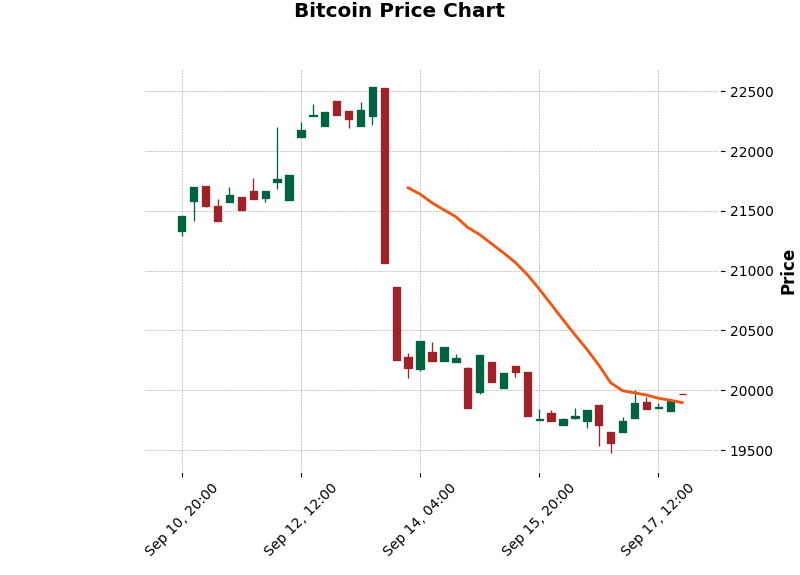 Bitcoin Price Chart
22500
22000
21500
21000
20500
20000
19500
Price
Sep 10, 20:00
Sep 12, 12:00
Sep 14, 04:00
Sep 15, 20:00
Sep 17, 12:00